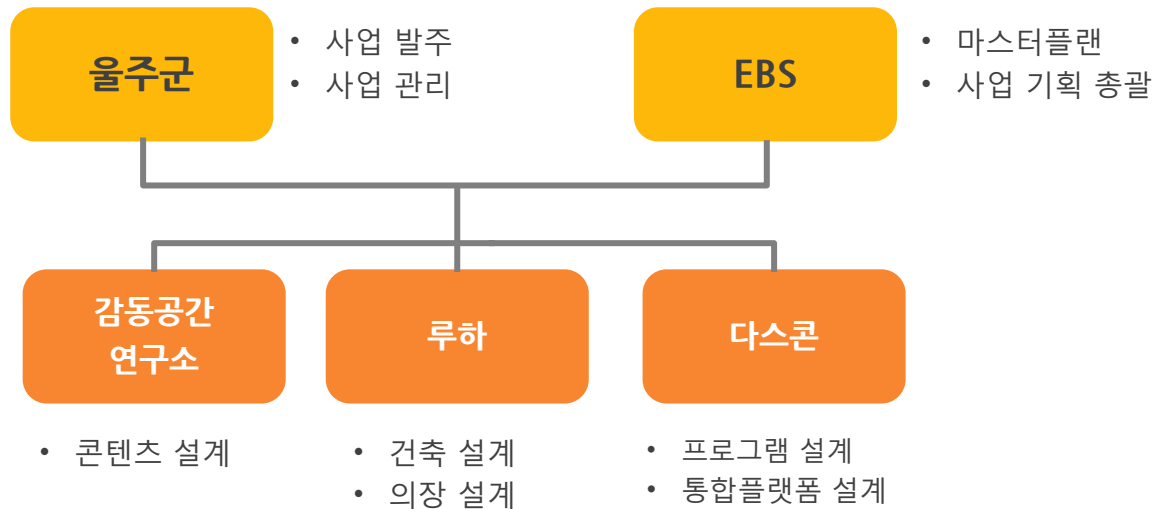 울주군
• 사업 발주
• 사업 관리
EBS
• 마스터플랜
• 사업 기획 총괄
감동공간
연구소
루하
다스콘
• 콘텐츠 설계
• 건축 설계
• 의장 설계
• 프로그램 설계
• 통합플랫폼 설계